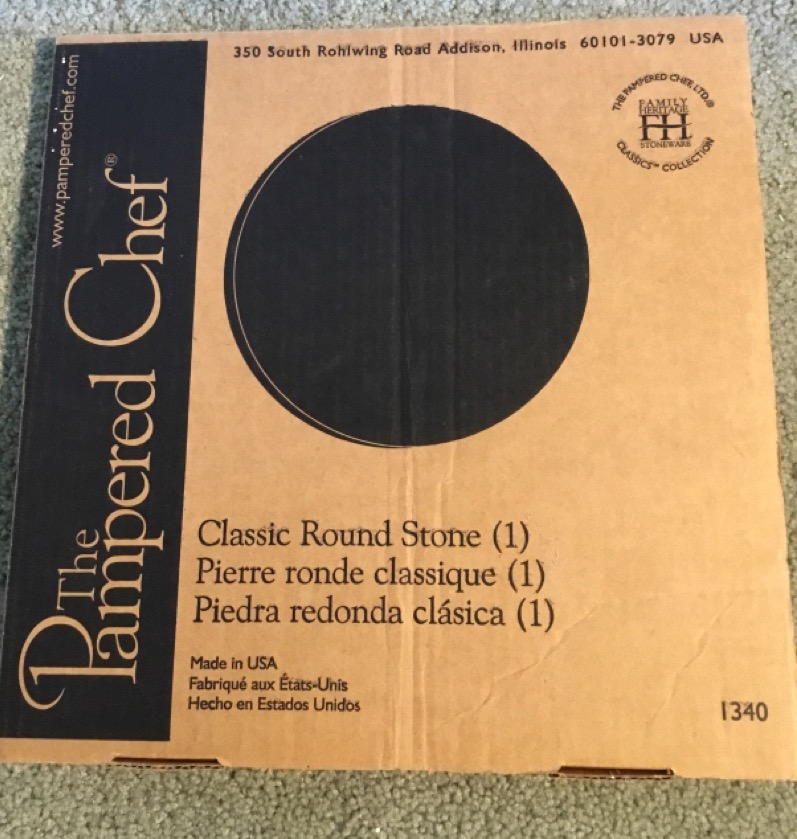 350 South Rohlwing Road Addison, Illinois 60101-3079 USA
www.pamperedchef.com
The
Pampered Chef®
THE PAMPERED CHEF, LTD.®
FAMILY
HERITAGE
FH
STONEWARE
CLASSICS™ COLLECTION
Classic Round Stone (1)
Pierre ronde classique (1)
Piedra redonda clásica (1)
Made in USA
Fabriqué aux États-Unis
Hecho en Estados Unidos
1340